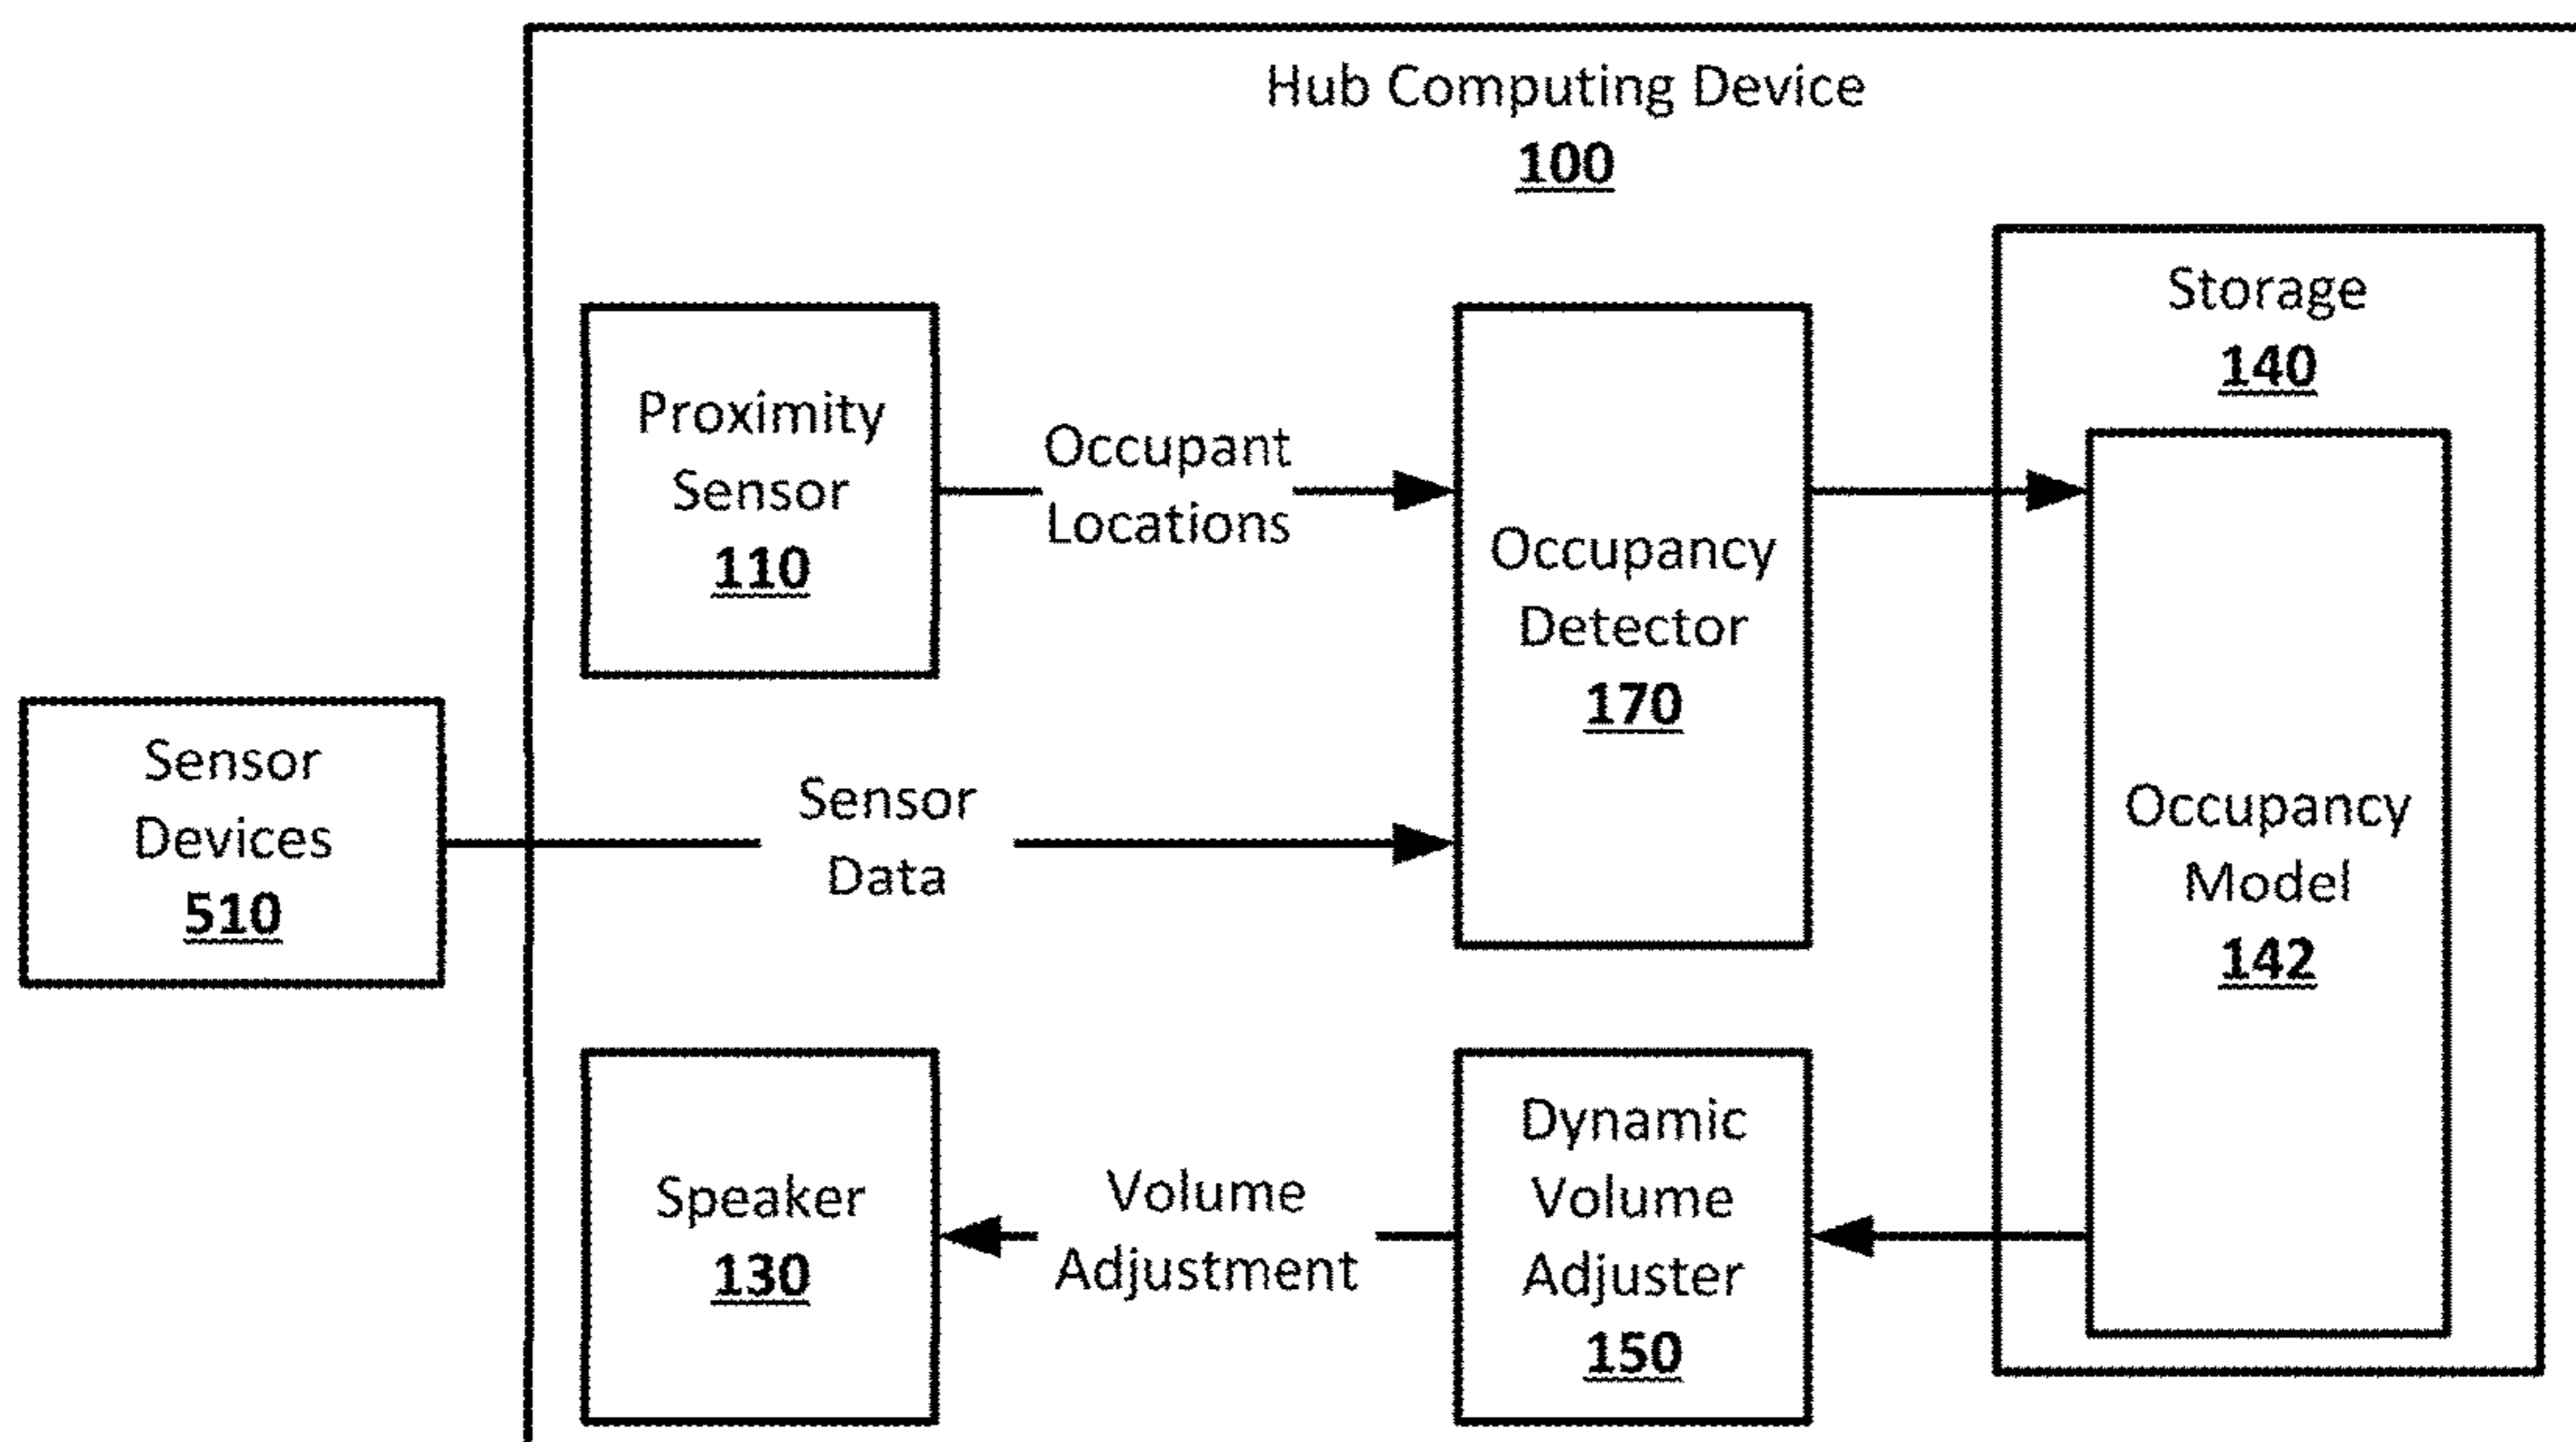 Hub Computing Device
100
Storage
140
Proximity
Sensor
110
Occupant
Locations
Occupancy
Detector
170
Sensor
Devices
510
Sensor
Data
Occupancy
Model
142
Speaker
130
Volume
Adjustment
Dynamic
Volume
Adjuster
150